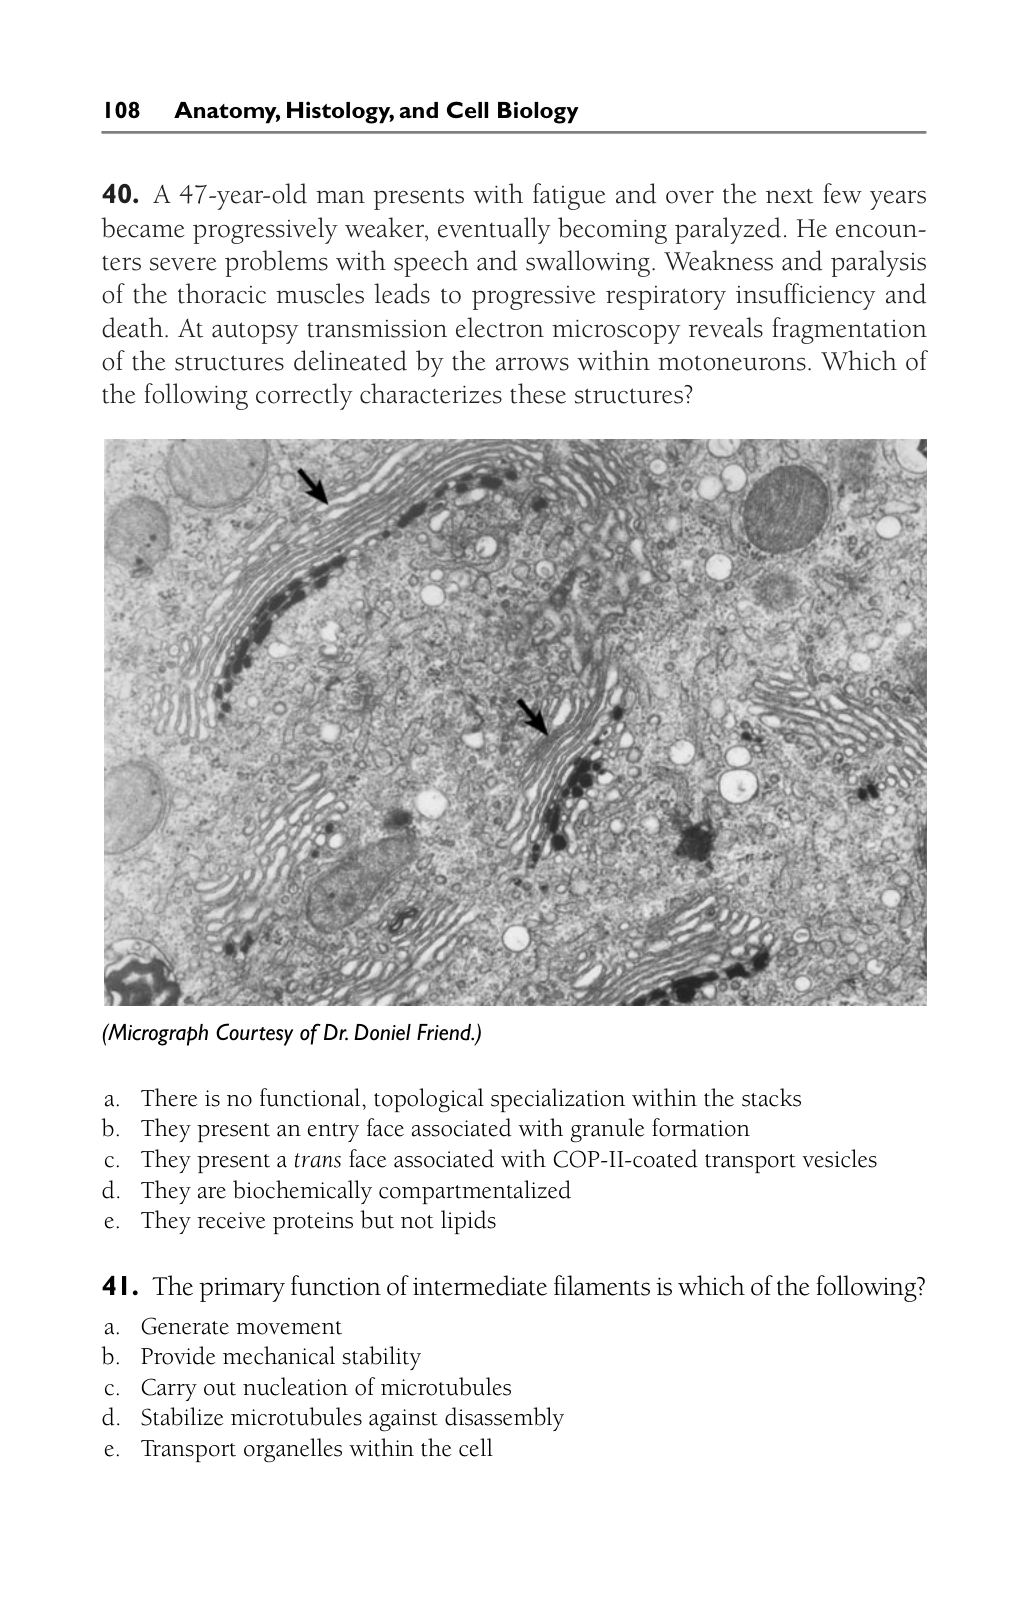 108 Anatomy, Histology, and Cell Biology
40. A 47-year-old man presents with fatigue and over the next few years
became progressively weaker, eventually becoming paralyzed. He encoun-
ters severe problems with speech and swallowing. Weakness and paralysis
of the thoracic muscles leads to progressive respiratory insufficiency and
death. At autopsy transmission electron microscopy reveals fragmentation
of the structures delineated by the arrows within motoneurons. Which of
the following correctly characterizes these structures?
(Micrograph Courtesy of Dr. Doniel Friend.)
a. There is no functional, topological specialization within the stacks
b. They present an entry face associated with granule formation
c. They present a trans face associated with COP-II-coated transport vesicles
d. They are biochemically compartmentalized
e. They receive proteins but not lipids
41. The primary function of intermediate filaments is which of the following?
a. Generate movement
b. Provide mechanical stability
c. Carry out nucleation of microtubules
d. Stabilize microtubules against disassembly
e. Transport organelles within the cell